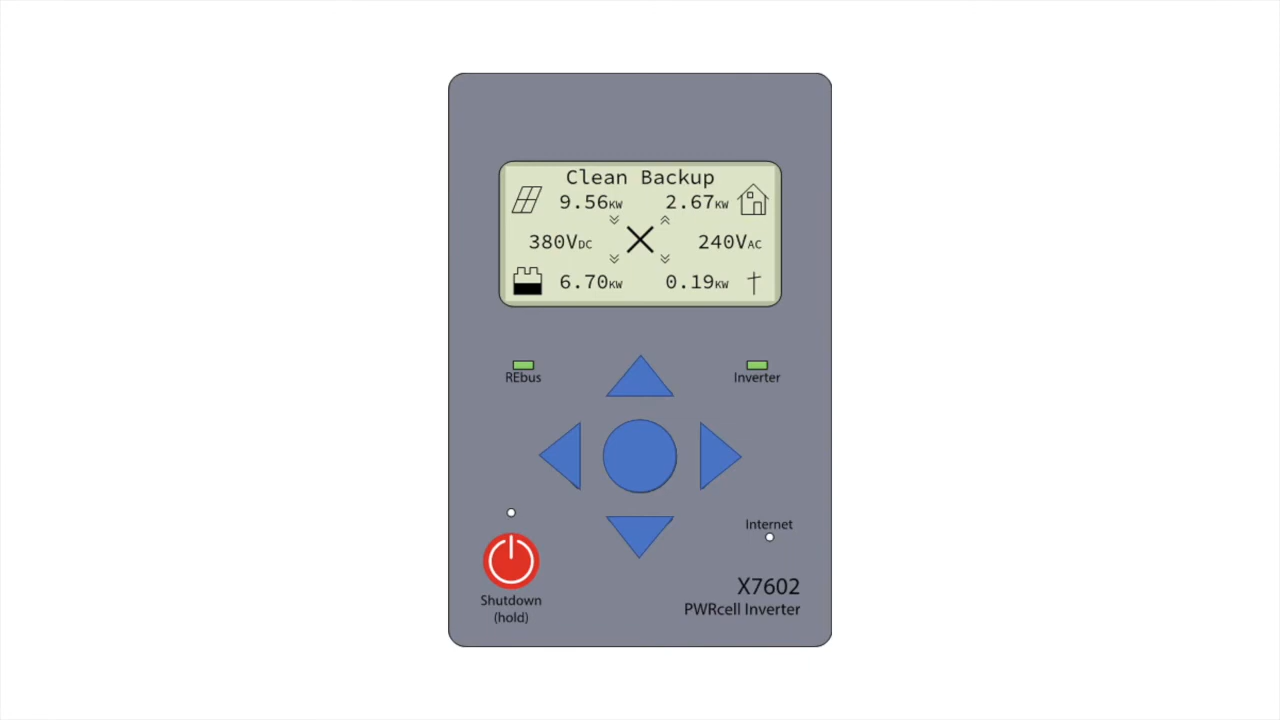 Clean Backup
9.56KW 2.67KW
380VDC 240VAC
6.70KW 0.19KW
REbus Inverter
Internet
X7602
PWRcell Inverter
Shutdown
(hold)